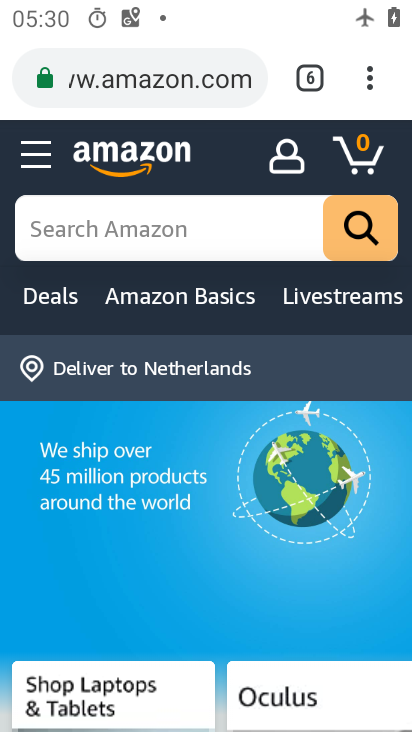 05:30
/w.amazon.com
6
amazon
0
Search Amazon
Deals Amazon Basics Livestreams
Deliver to Netherlands
We ship over
45 million products
around the world
Shop Laptops
& Tablets
Oculus